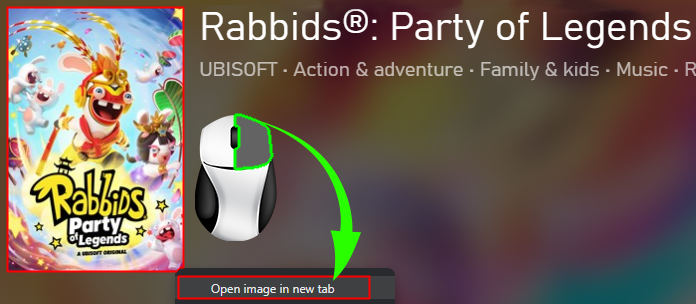 Rabbids®: Party of Legends
UBISOFT · Action & adventure · Family & kids · Music · R
Rabbids
Party
of Legends
A UBISOFT ORIGINAL
Open image in new tab